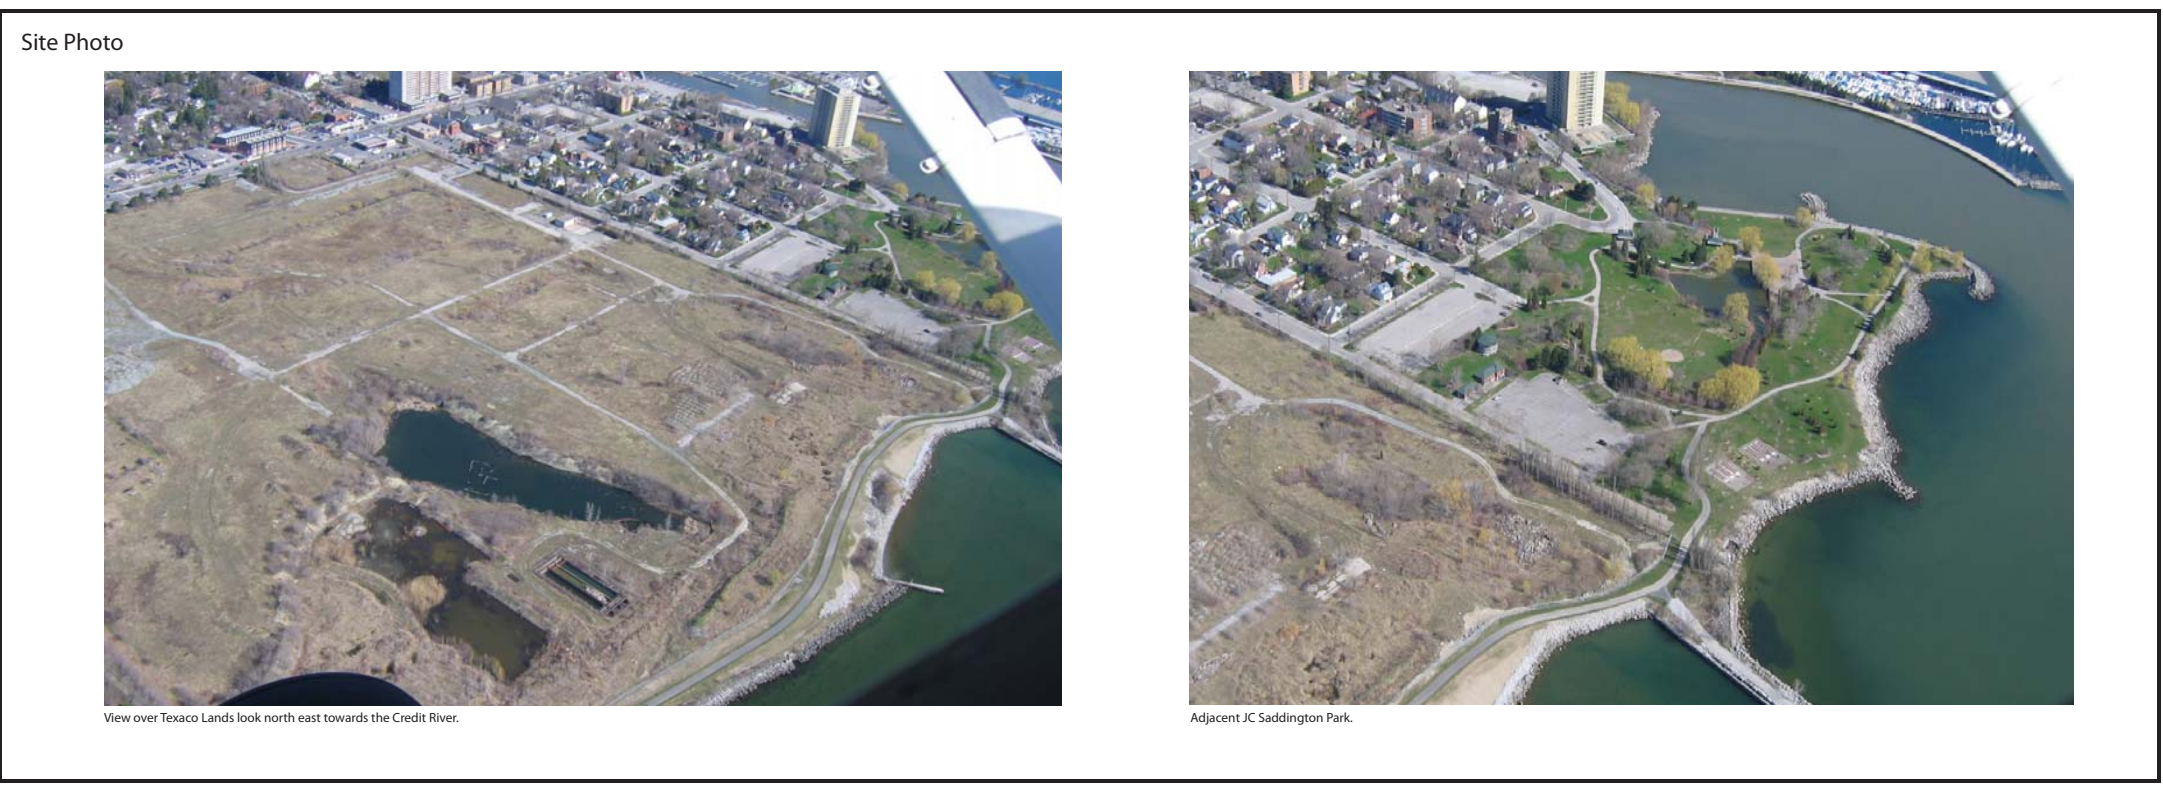 Site Photo
View over Texaco Lands look north east towards the Credit River.
Adjacent JC Saddington Park.